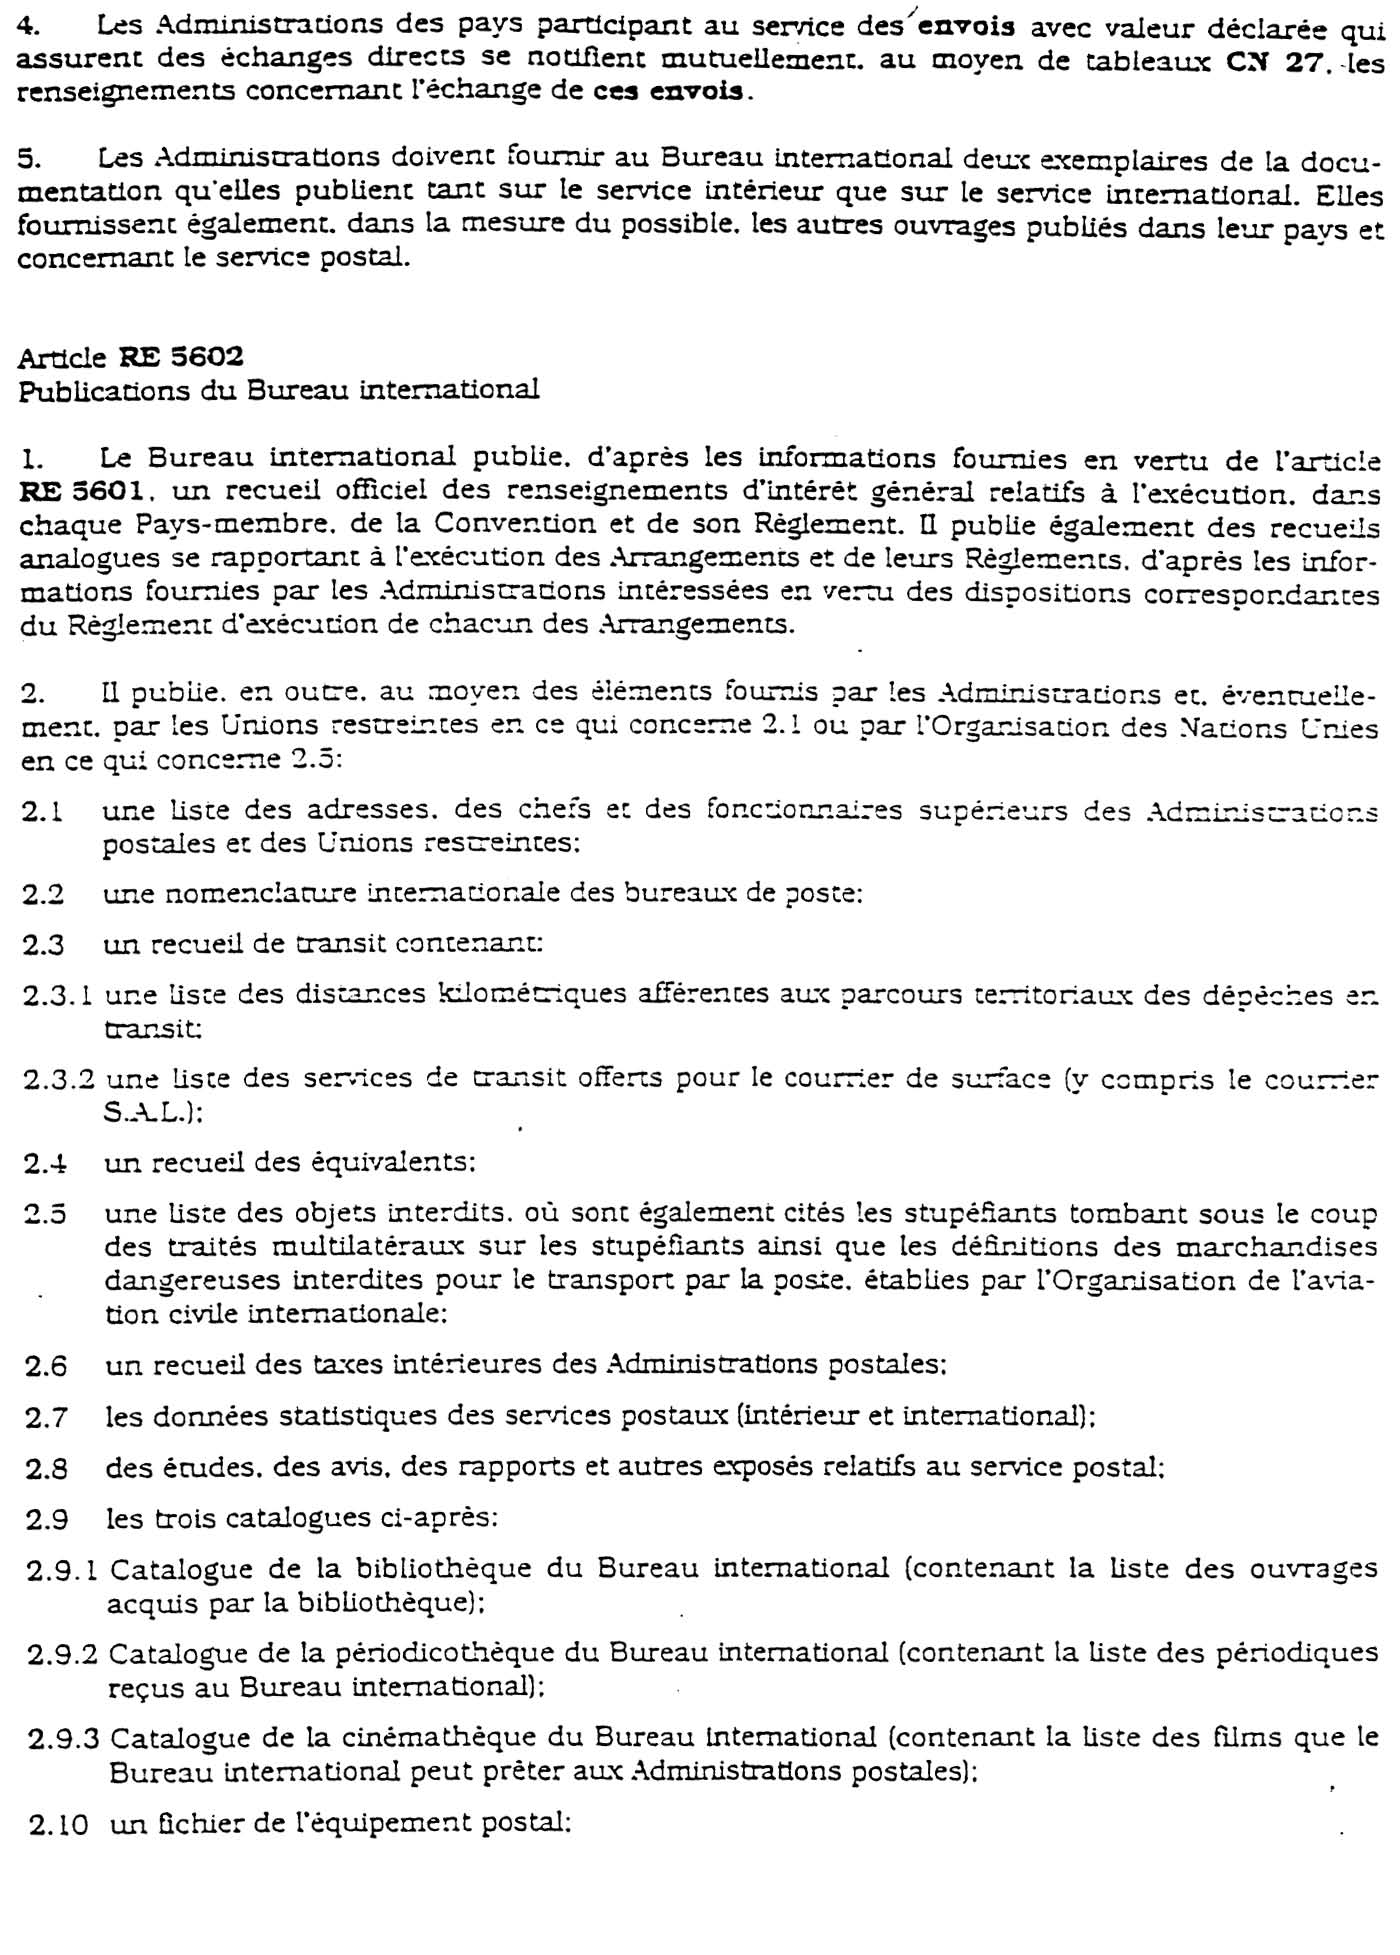 4. Les Administrations des pays participant au service des envois avec valeur déclarée qui
assurent des échanges directs se notifient mutuellement, au moyen de tableaux CN 27, les
renseignements concernant l'échange de ces envois.
5. Les Administrations doivent fournir au Bureau international deux exemplaires de la docu-
mentation qu'elles publient tant sur le service intérieur que sur le service international. Elles
fournissent également, dans la mesure du possible, les autres ouvrages publiés dans leur pays et
concernant le service postal.
Article RE 5602
Publications du Bureau international
1. Le Bureau international publie, d'après les informations fournies en vertu de l'article
RE 5601, un recueil officiel des renseignements d'intérêt général relatifs à l'exécution, dans
chaque Pays-membre, de la Convention et de son Règlement. Il publie également des recueils
analogues se rapportant à l'exécution des Arrangements et de leurs Règlements, d'après les infor-
mations fournies par les Administrations intéressées en vertu des dispositions correspondantes
du Règlement d'exécution de chacun des Arrangements.
2. Il publie, en outre, au moyen des éléments fournis par les Administrations et, éventuelle-
ment, par les Unions restreintes en ce qui concerne 2.1 ou par l'Organisation des Nations Unies
en ce qui concerne 2.5:
2.1 une liste des adresses, des chefs et des fonctionnaires supérieurs des Administrations
postales et des Unions restreintes;
2.2 une nomenclature internationale des bureaux de poste;
2.3 un recueil de transit contenant:
2.3.1 une liste des distances kilométriques afférentes aux parcours territoriaux des dépêches en
transit;
2.3.2 une liste des services de transit offerts pour le courrier de surface (y compris le courrier
S.A.L.);
2.4 un recueil des équivalents;
2.5 une liste des objets interdits, où sont également cités les stupéfiants tombant sous le coup
des traités multilatéraux sur les stupéfiants ainsi que les définitions des marchandises
dangereuses interdites pour le transport par la poste, établies par l'Organisation de l'avia-
tion civile internationale;
2.6 un recueil des taxes intérieures des Administrations postales;
2.7 les données statistiques des services postaux (intérieur et international);
2.8 des études, des avis, des rapports et autres exposés relatifs au service postal;
2.9 les trois catalogues ci-après:
2.9.1 Catalogue de la bibliothèque du Bureau international (contenant la liste des ouvrages
acquis par la bibliothèque);
2.9.2 Catalogue de la périodicothèque du Bureau international (contenant la liste des périodiques
reçus au Bureau international);
2.9.3 Catalogue de la cinémathèque du Bureau international (contenant la liste des films que le
Bureau international peut prêter aux Administrations postales);
2.10 un fichier de l'équipement postal;